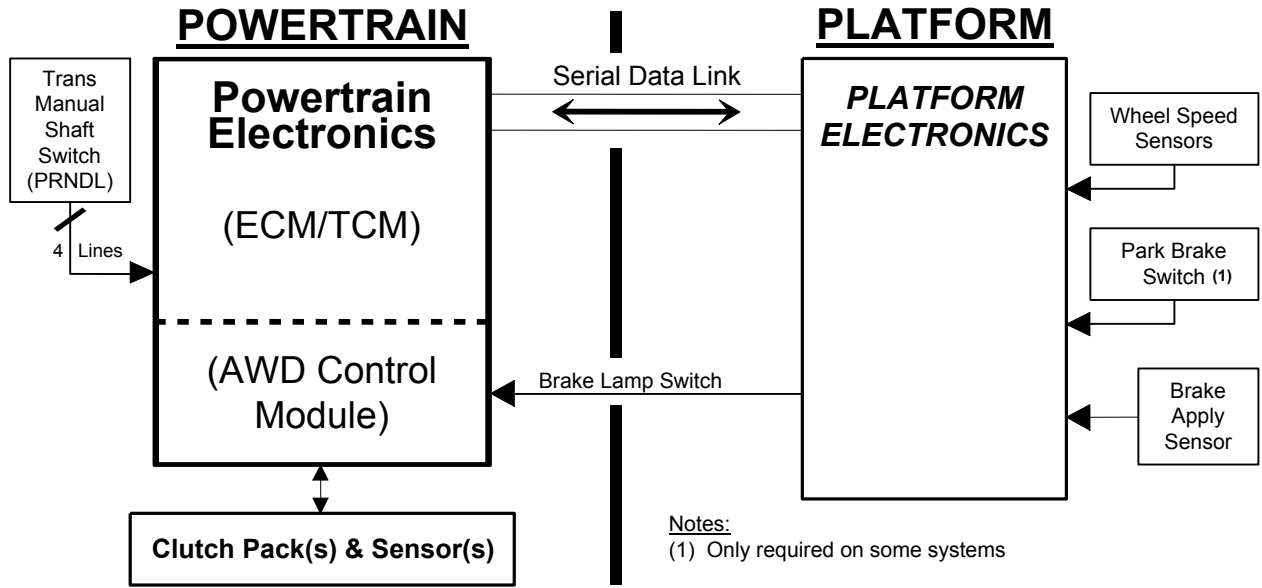 POWERTRAIN
PLATFORM
Trans
Manual
Shaft
Switch
(PRNDL)
4 Lines
Powertrain
Electronics
(ECM/TCM)
(AWD Control
Module)
Clutch Pack(s) & Sensor(s)
Serial Data Link
Brake Lamp Switch
PLATFORM
ELECTRONICS
Wheel Speed
Sensors
Park Brake
Switch (1)
Brake
Apply
Sensor
Notes:
(1) Only required on some systems